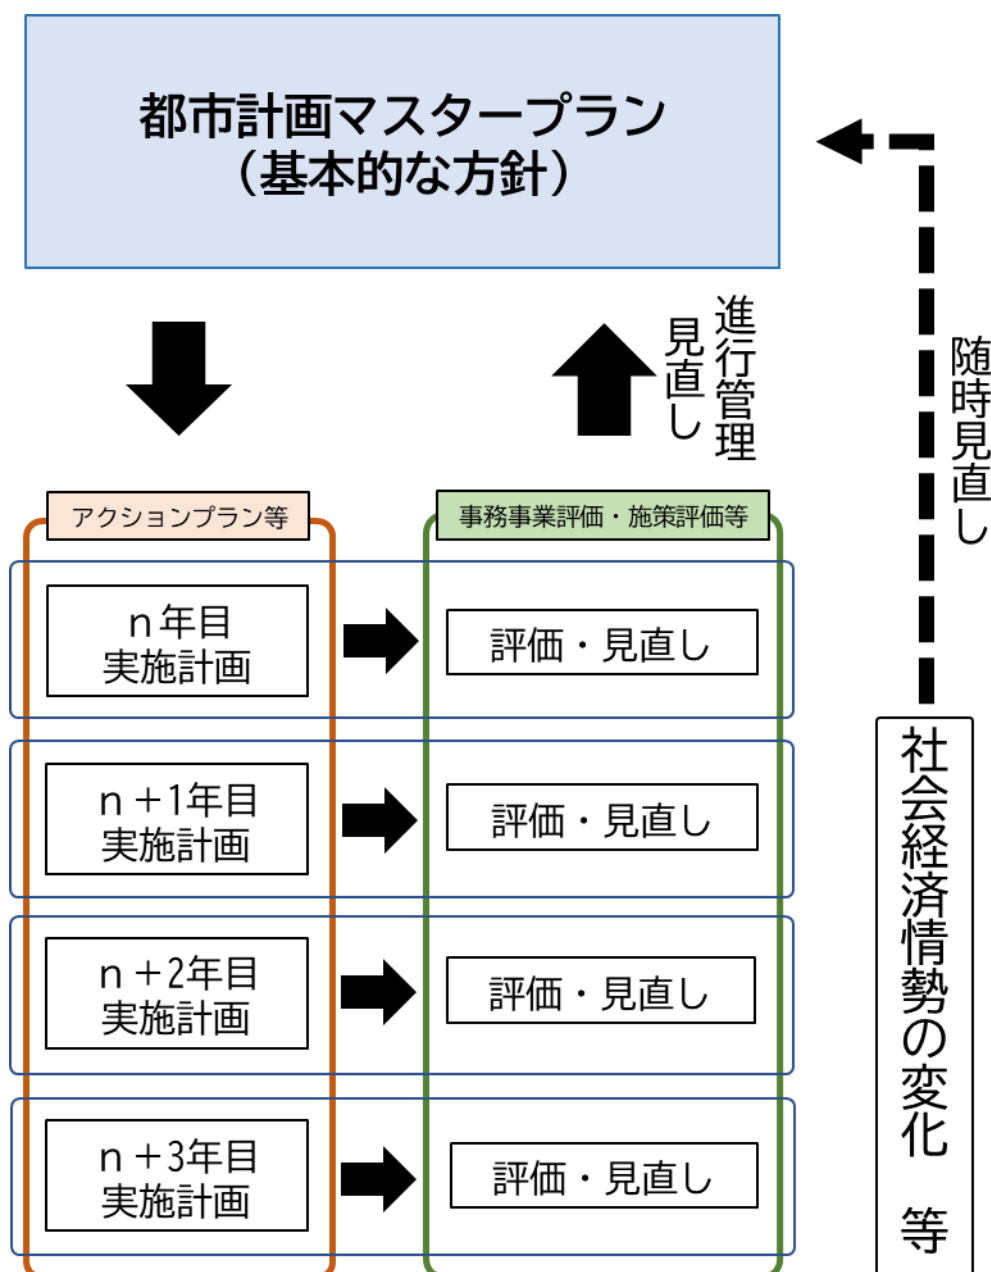 都市計画マスタープラン
（基本的な方針）
進行管理
見直し
随時見直し
アクションプラン等
事務事業評価・施策評価等
ｎ年目
実施計画
評価・見直し
ｎ＋1年目
実施計画
評価・見直し
ｎ＋2年目
実施計画
評価・見直し
ｎ＋3年目
実施計画
評価・見直し
社会経済情勢の変化　等